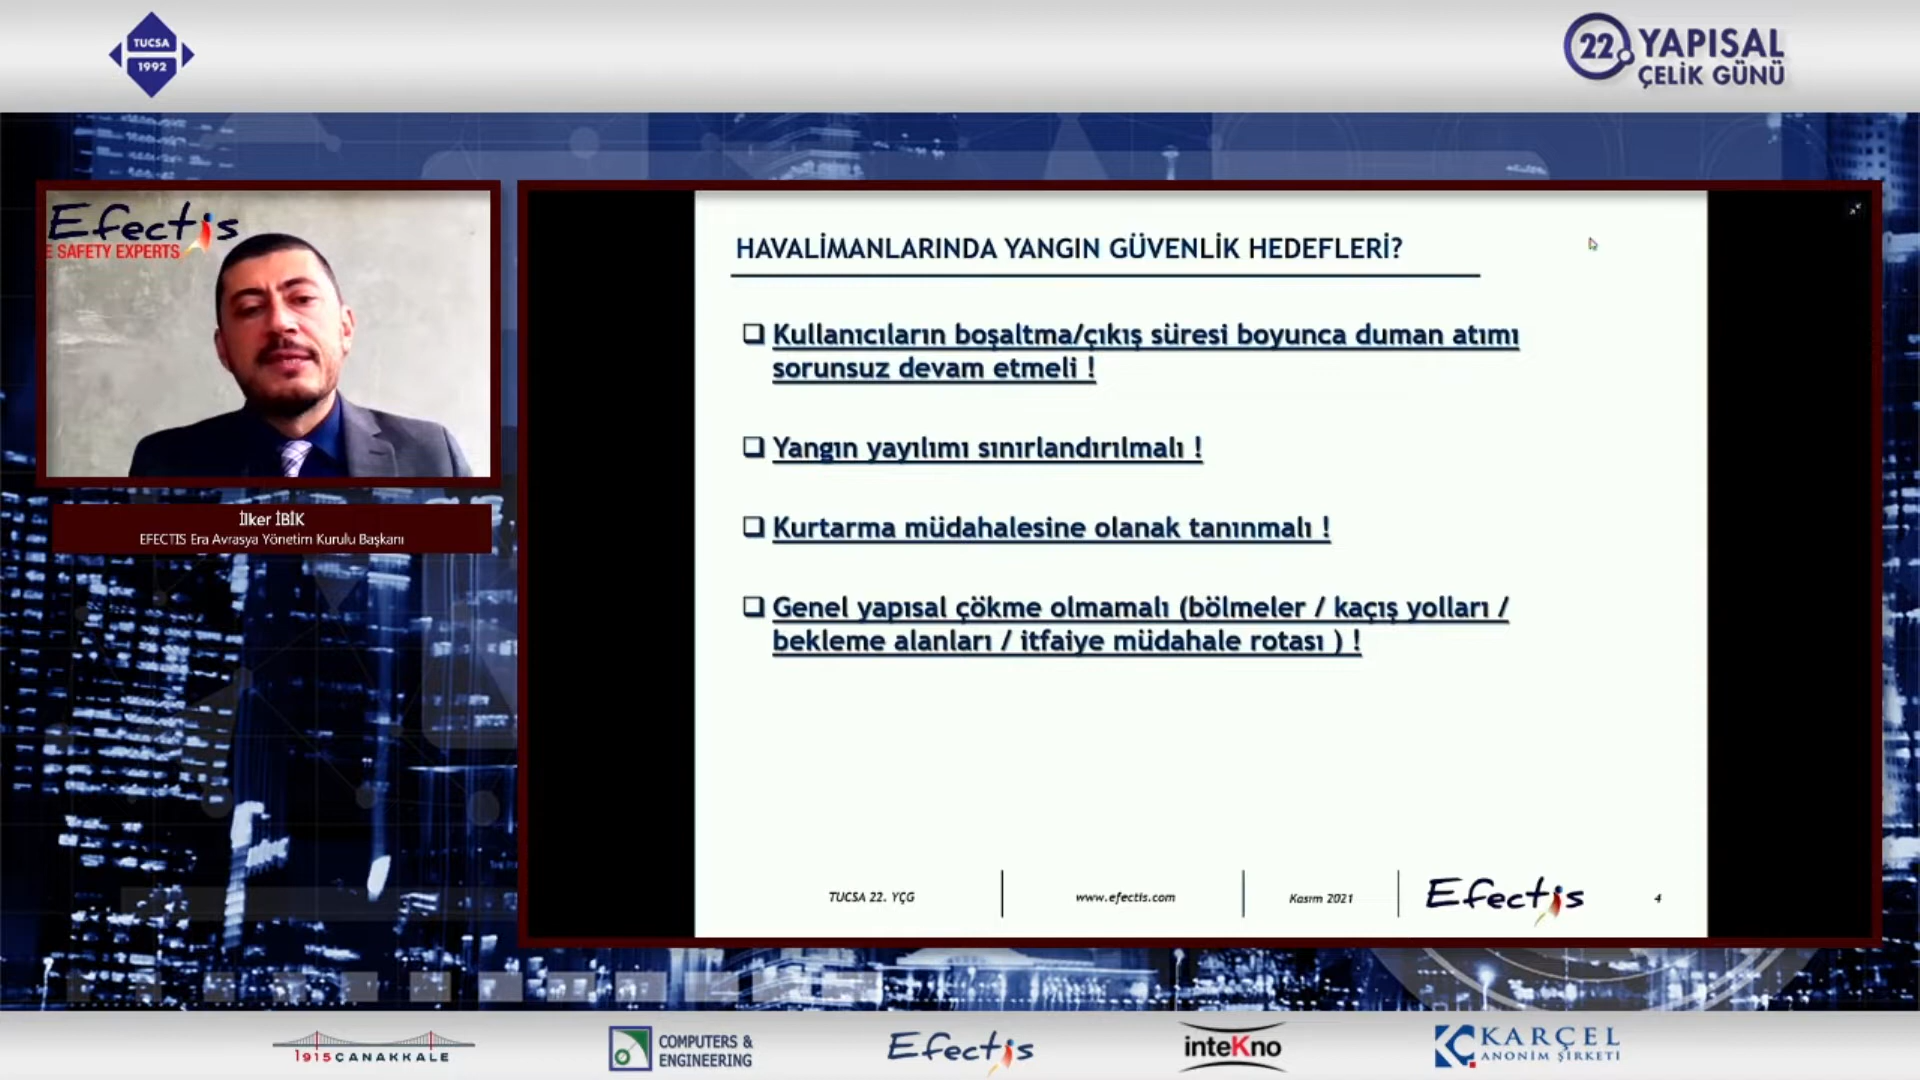 TUCSA
1992
22. YAPISAL
ÇELİK GÜNÜ
Efectis
E SAFETY EXPERTS
İlker İBİK
EFECTIS Era Avrasya Yönetim Kurulu Başkanı
HAVALİMANLARINDA YANGIN GÜVENLİK HEDEFLERİ?
❑ Kullanıcıların boşaltma/çıkış süresi boyunca duman atımı
sorunsuz devam etmeli !
❑ Yangın yayılımı sınırlandırılmalı !
❑ Kurtarma müdahalesine olanak tanınmalı !
❑ Genel yapısal çökme olmamalı (bölmeler / kaçış yolları /
bekleme alanları / itfaiye müdahale rotası ) !
TUCSA 22. YÇG
www.efectis.com
Kasım 2021
Efectis
4
1915ÇANAKKALE
COMPUTERS &
ENGINEERING
Efectis
inteKno
KARÇEL
ANONİM ŞİRKETİ